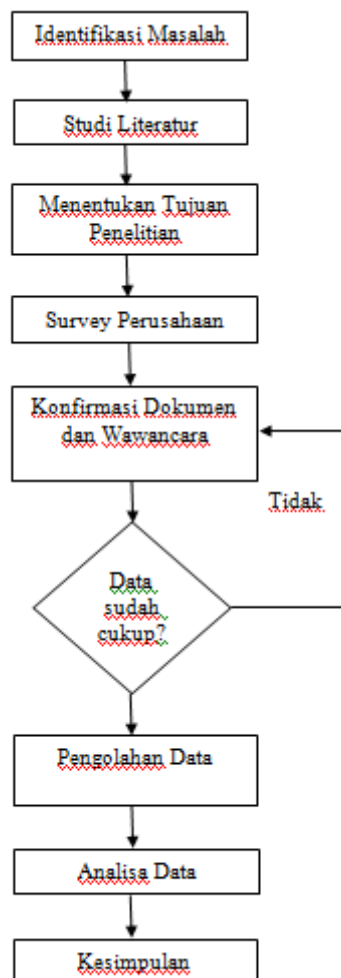 Identifikasi Masalah
Studi Literatur
Menentukan Tujuan
Penelitian
Survey Perusahaan
Konfirmasi Dokumen
dan Wawancara
Tidak
Data
sudah
cukup?
Pengolahan Data
Analisa Data
Kesimpulan